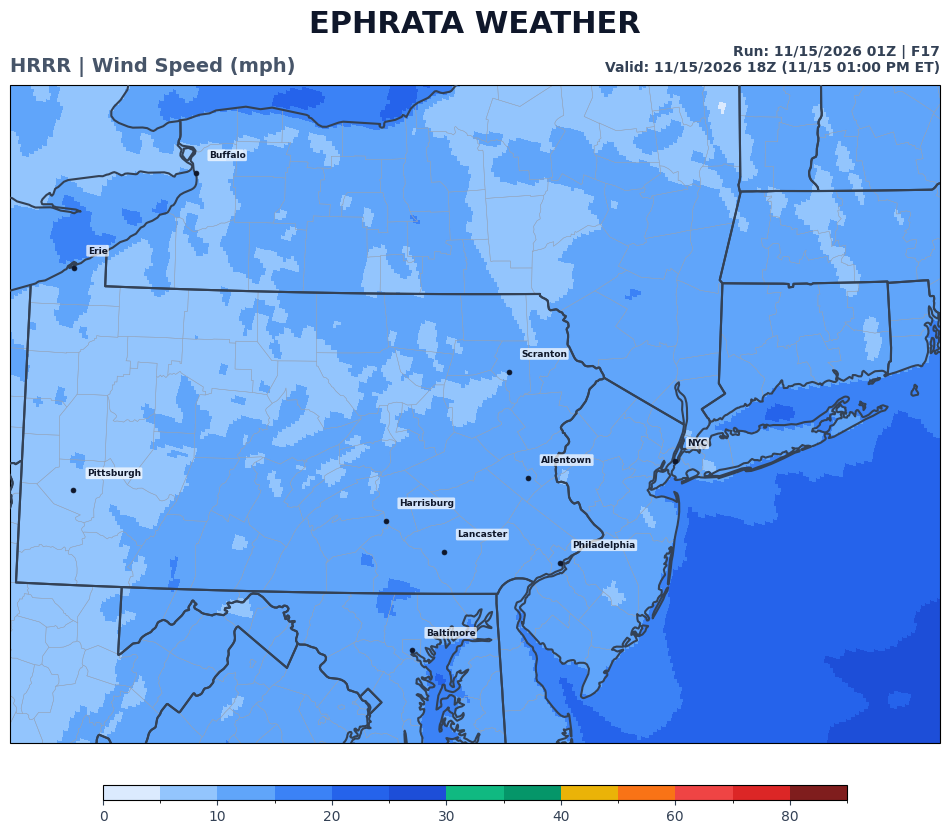 EPHRATA WEATHER
HRRR | Wind Speed (mph)
Run: 11/15/2026 01Z | F17
Valid: 11/15/2026 18Z (11/15 01:00 PM ET)
Buffalo
Erie
Scranton
NYC
Allentown
Pittsburgh
Harrisburg
Lancaster
Philadelphia
Baltimore
0 10 20 30 40 50 60 70 80